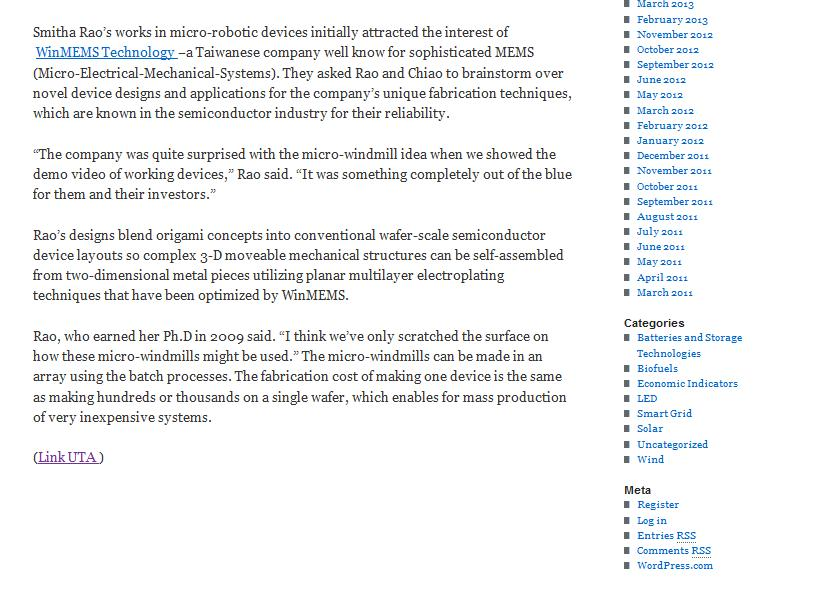 Smitha Rao’s works in micro-robotic devices initially attracted the interest of
WinMEMS Technology –a Taiwanese company well know for sophisticated MEMS
(Micro-Electrical-Mechanical-Systems). They asked Rao and Chiao to brainstorm over
novel device designs and applications for the company’s unique fabrication techniques,
which are known in the semiconductor industry for their reliability.
“The company was quite surprised with the micro-windmill idea when we showed the
demo video of working devices,” Rao said. “It was something completely out of the blue
for them and their investors.”
Rao’s designs blend origami concepts into conventional wafer-scale semiconductor
device layouts so complex 3-D moveable mechanical structures can be self-assembled
from two-dimensional metal pieces utilizing planar multilayer electroplating
techniques that have been optimized by WinMEMS.
Rao, who earned her Ph.D in 2009 said. “I think we’ve only scratched the surface on
how these micro-windmills might be used.” The micro-windmills can be made in an
array using the batch processes. The fabrication cost of making one device is the same
as making hundreds or thousands on a single wafer, which enables for mass production
of very inexpensive systems.
(Link UTA )
March 2013
February 2013
November 2012
October 2012
September 2012
June 2012
May 2012
March 2012
February 2012
January 2012
December 2011
November 2011
October 2011
September 2011
August 2011
July 2011
June 2011
May 2011
April 2011
March 2011
Categories
Batteries and Storage
Technologies
Biofuels
Economic Indicators
LED
Smart Grid
Solar
Uncategorized
Wind
Meta
Register
Log in
Entries RSS
Comments RSS
WordPress.com